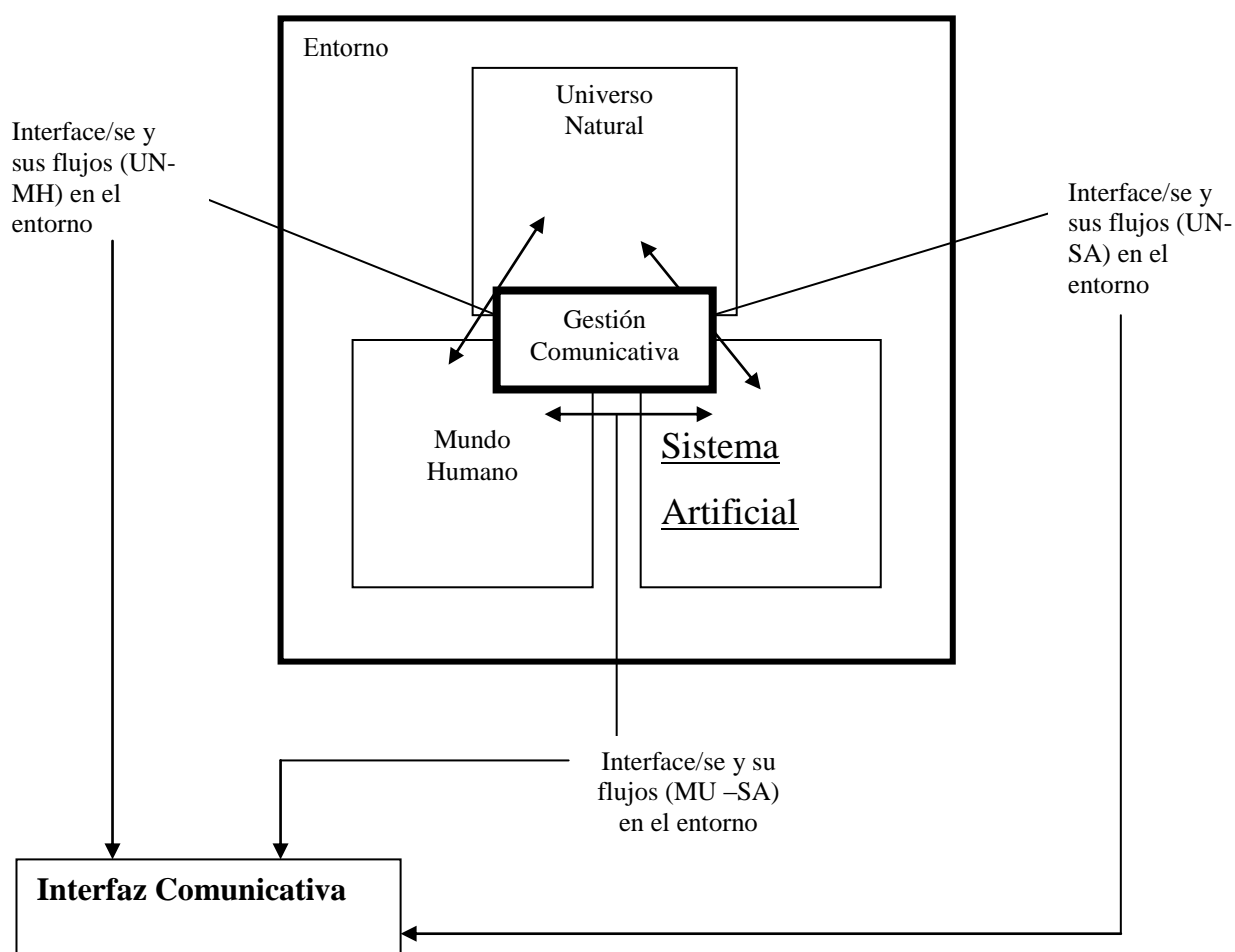 Entorno
Universo
Natural
Interface/se y
sus flujos (UN-
MH) en el
entorno
Interface/se y
sus flujos (UN-
SA) en el
entorno
Gestión
Comunicativa
Mundo
Humano
Sistema
Artificial
Interface/se y su
flujos (MU –SA)
en el entorno
Interfaz Comunicativa